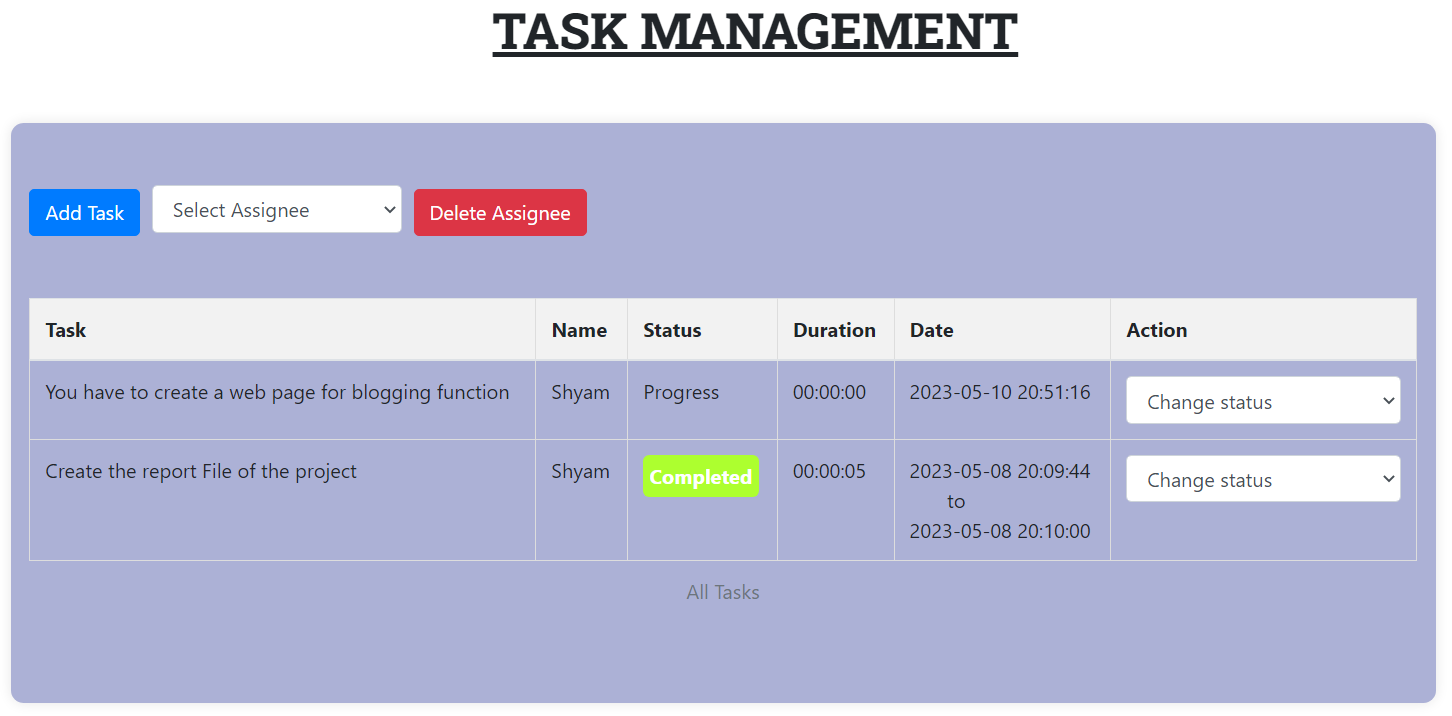 TASK MANAGEMENT
Add Task
Select Assignee
Delete Assignee
Task Name Status Duration Date Action
You have to create a web page for blogging function Shyam Progress 00:00:00 2023-05-10 20:51:16 Change status
Create the report File of the project Shyam Completed 00:00:05 2023-05-08 20:09:44 Change status
to
2023-05-08 20:10:00
All Tasks